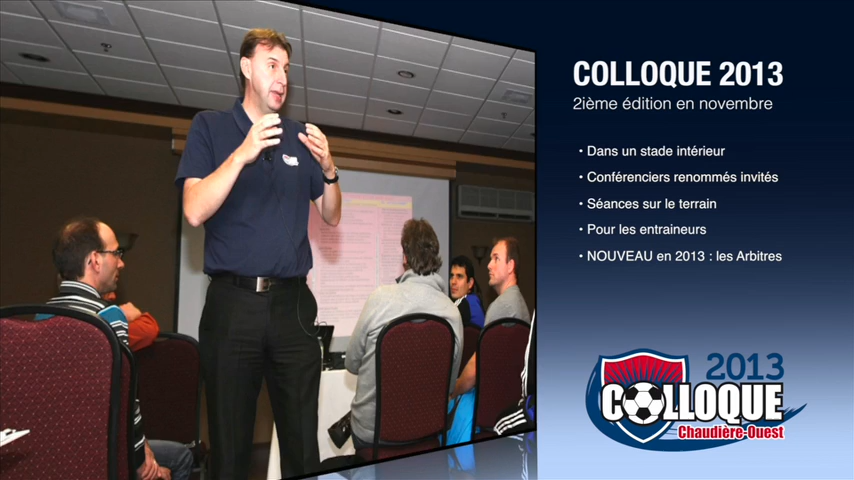 COLLOQUE 2013
2ième édition en novembre
• Dans un stade intérieur
• Conférenciers renommés invités
• Séances sur le terrain
• Pour les entraineurs
• NOUVEAU en 2013 : les Arbitres
2013
COLLOQUE
Chaudière-Ouest